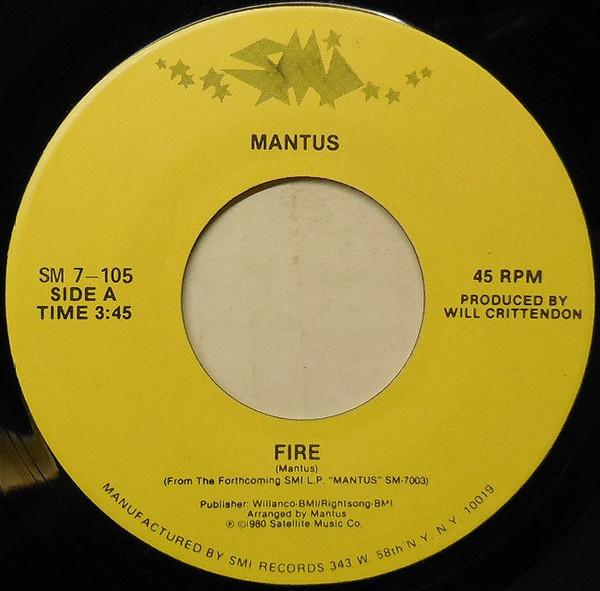 SMI
MANTUS
SM 7-105
SIDE A
TIME 3:45
45 RPM
PRODUCED BY
WILL CRITTENDON
FIRE
(Mantus)
(From The Forthcoming SMI L.P. "MANTUS" SM-7003)
Publisher: Willanco-BMI/Rightsong-BMI
Arranged by Mantus
℗ ©1980 Satellite Music Co.
MANUFACTURED BY SMI RECORDS 343 W. 58th N.Y. N.Y. 10019